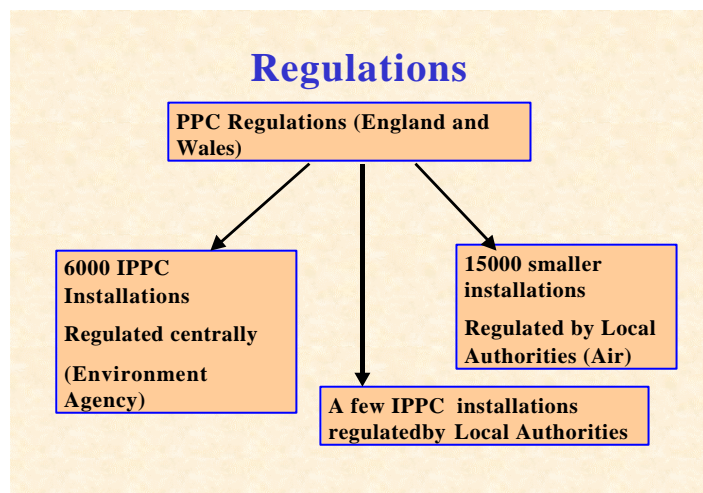 Regulations
PPC Regulations (England and
Wales)
6000 IPPC
Installations
Regulated centrally
(Environment
Agency)
15000 smaller
installations
Regulated by Local
Authorities (Air)
A few IPPC installations
regulatedby Local Authorities